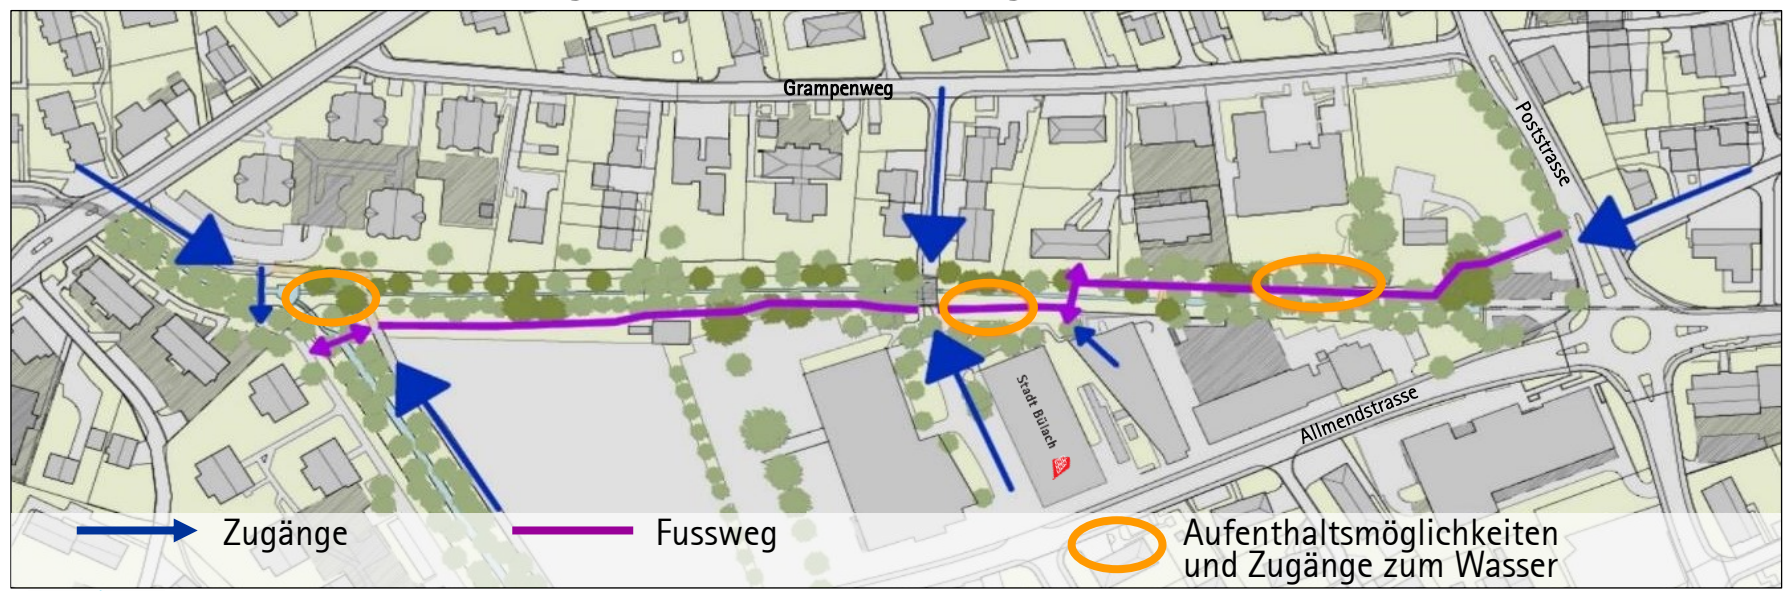 Grampenweg
Poststrasse
Stadt Bülach
Allmendstrasse
Zugänge
Fussweg
Aufenthaltsmöglichkeiten
und Zugänge zum Wasser